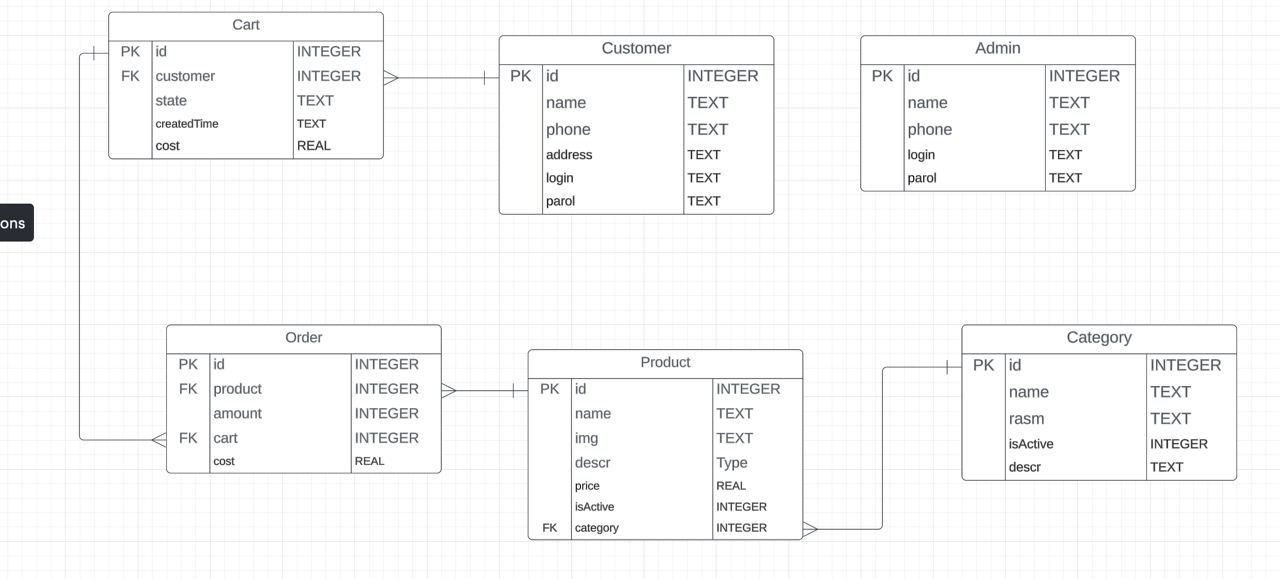 Cart
PK id INTEGER
FK customer INTEGER
state TEXT
createdTime TEXT
cost REAL
Customer
PK id INTEGER
name TEXT
phone TEXT
address TEXT
login TEXT
parol TEXT
Admin
PK id INTEGER
name TEXT
phone TEXT
login TEXT
parol TEXT
ons
Order
PK id INTEGER
FK product INTEGER
amount INTEGER
FK cart INTEGER
cost REAL
Product
PK id INTEGER
name TEXT
img TEXT
descr Type
price REAL
isActive INTEGER
FK category INTEGER
Category
PK id INTEGER
name TEXT
rasm TEXT
isActive INTEGER
descr TEXT